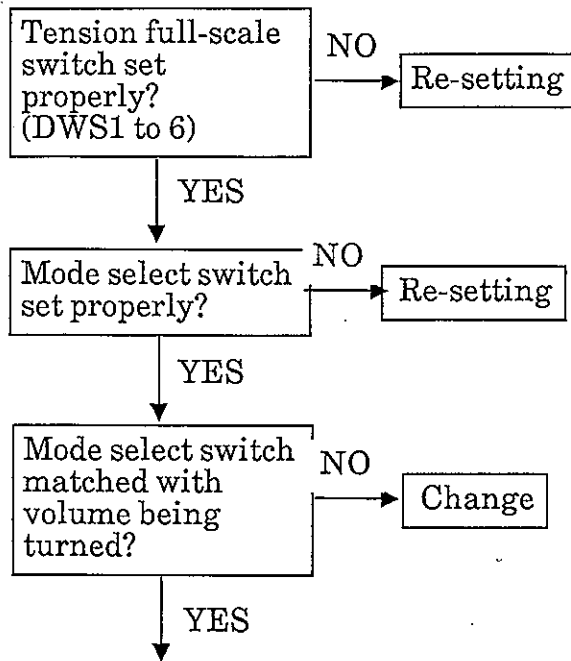 Tension full-scale
switch set
properly?
(DWS1 to 6)
NO
Re-setting
YES
Mode select switch
set properly?
NO
Re-setting
YES
Mode select switch
matched with
volume being
turned?
NO
Change
YES